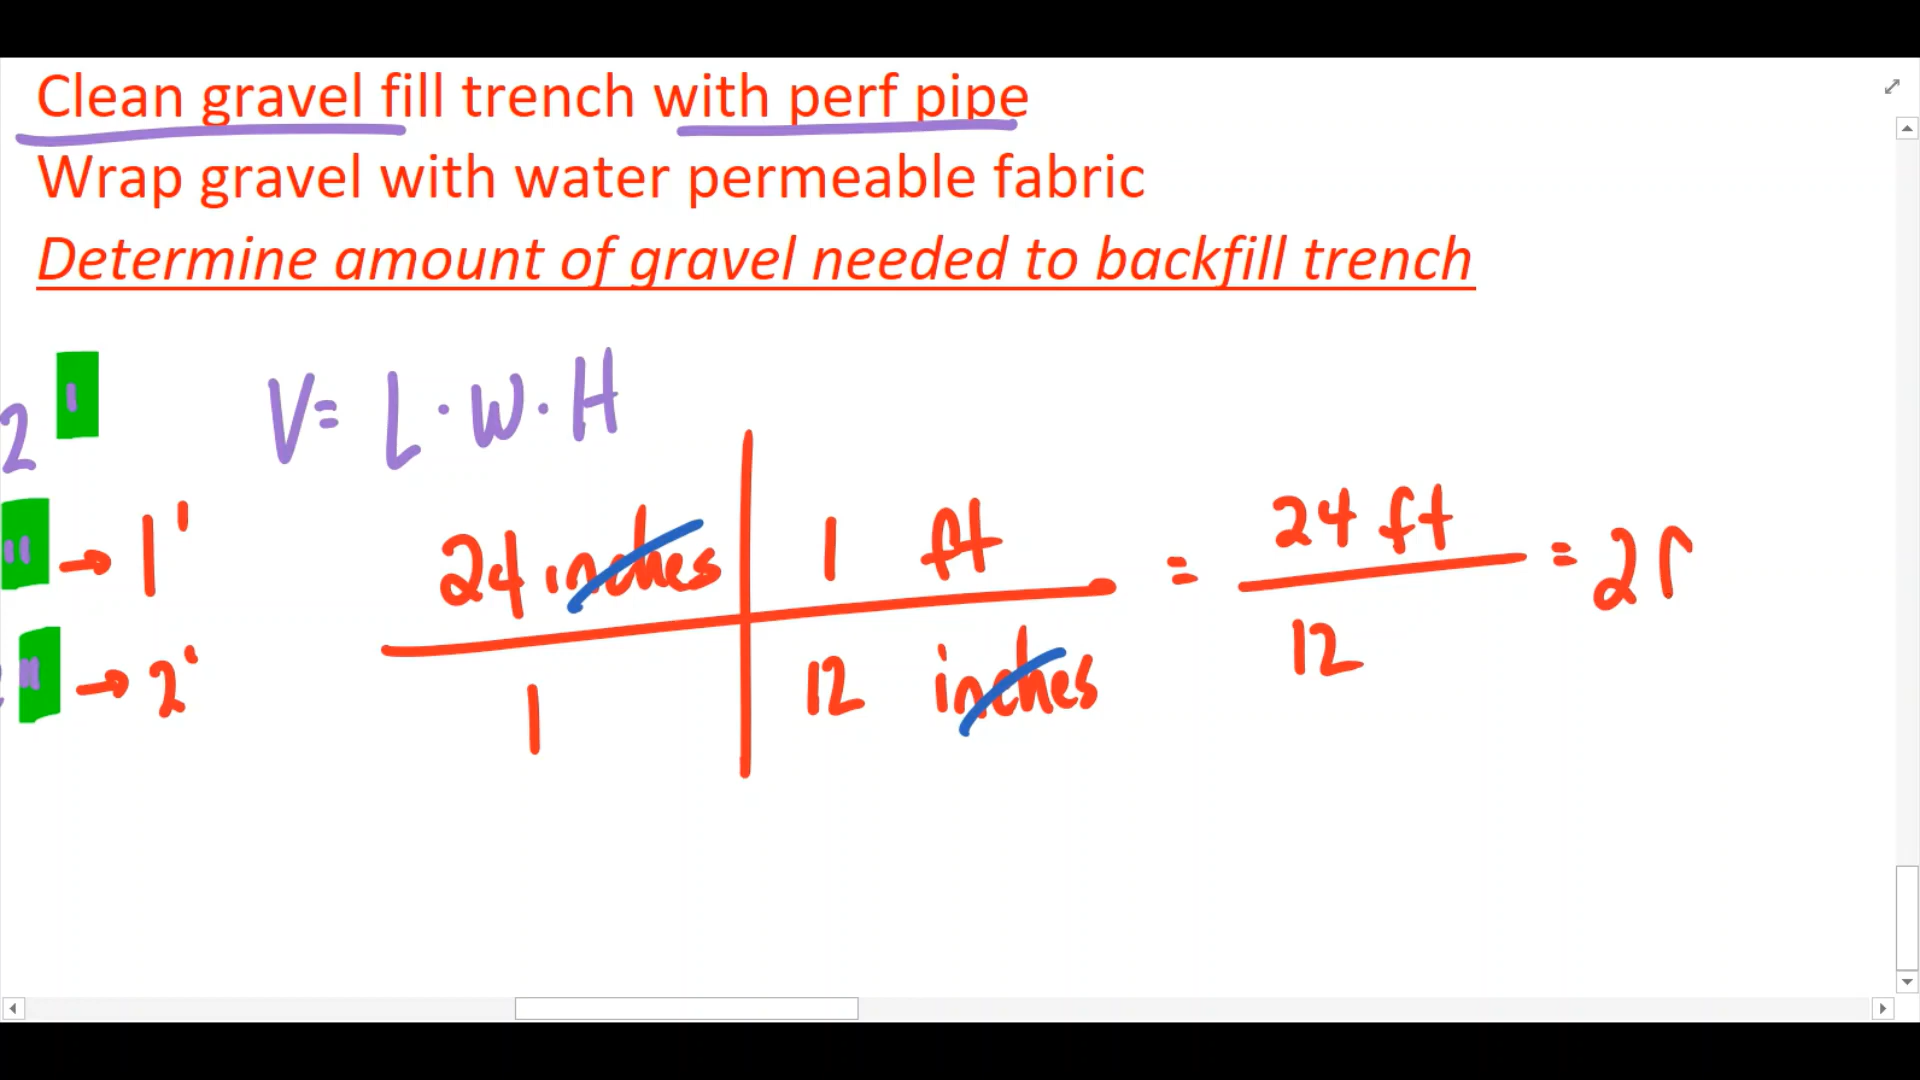 Clean gravel fill trench with perf pipe
Wrap gravel with water permeable fabric
Determine amount of gravel needed to backfill trench
2 '
V = L · W · H
" → 1'
" → 2'
24 inches | 1 ft = 24 ft = 2
1 | 12 inches 12